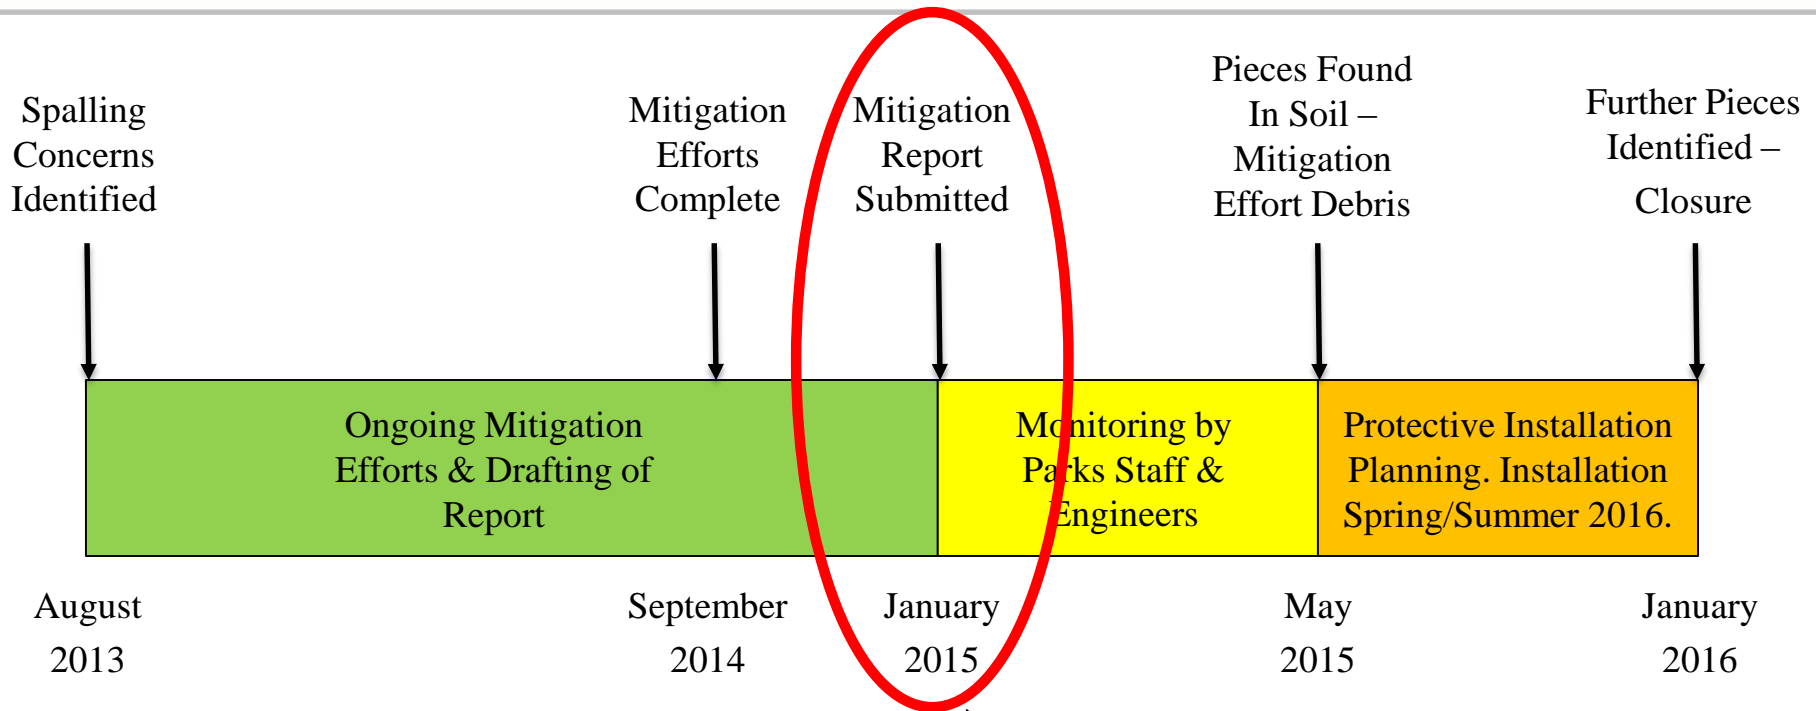 Spalling
Concerns
Identified
Mitigation
Efforts
Complete
Mitigation
Report
Submitted
Pieces Found
In Soil –
Mitigation
Effort Debris
Further Pieces
Identified –
Closure
Ongoing Mitigation
Efforts & Drafting of
Report
Monitoring by
Parks Staff &
Engineers
Protective Installation
Planning. Installation
Spring/Summer 2016.
August
2013
September
2014
January
2015
May
2015
January
2016